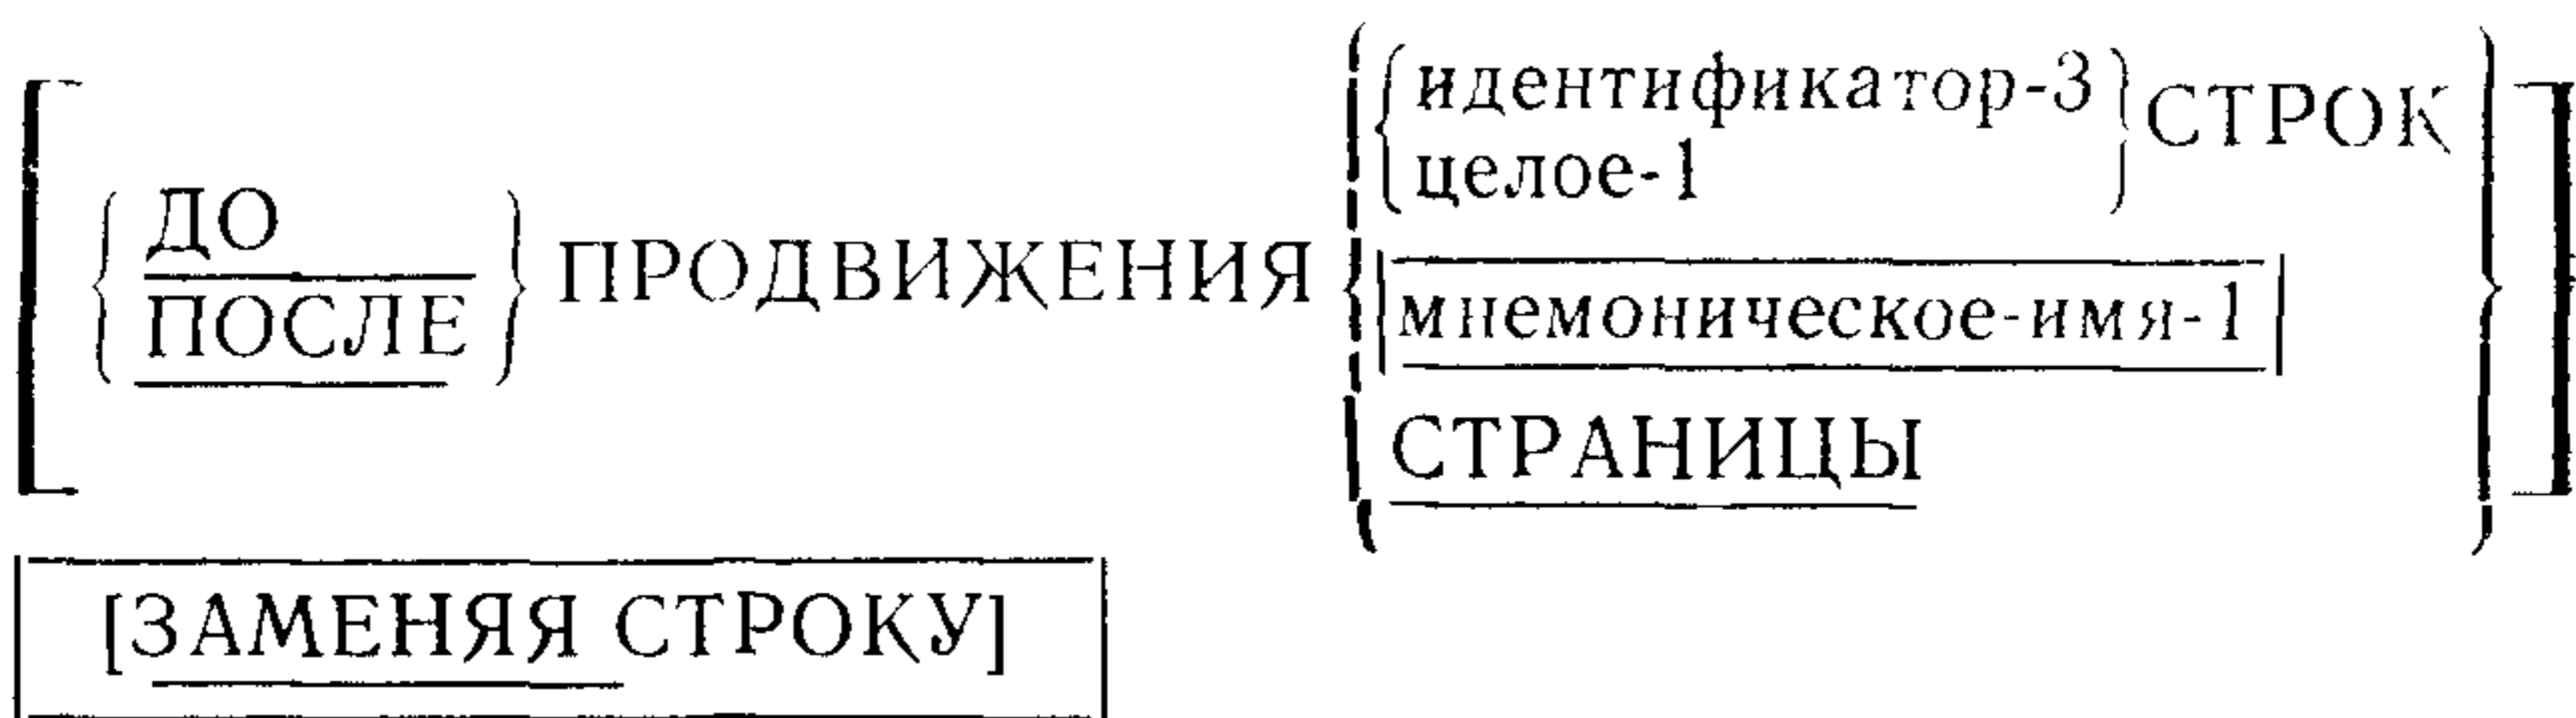 идентификатор-3
СТРОК
целое-1
ДО
ПОСЛЕ
ПРОДВИЖЕНИЯ
мнемоническое-имя-1
СТРАНИЦЫ
[ЗАМЕНЯЯ СТРОКУ]